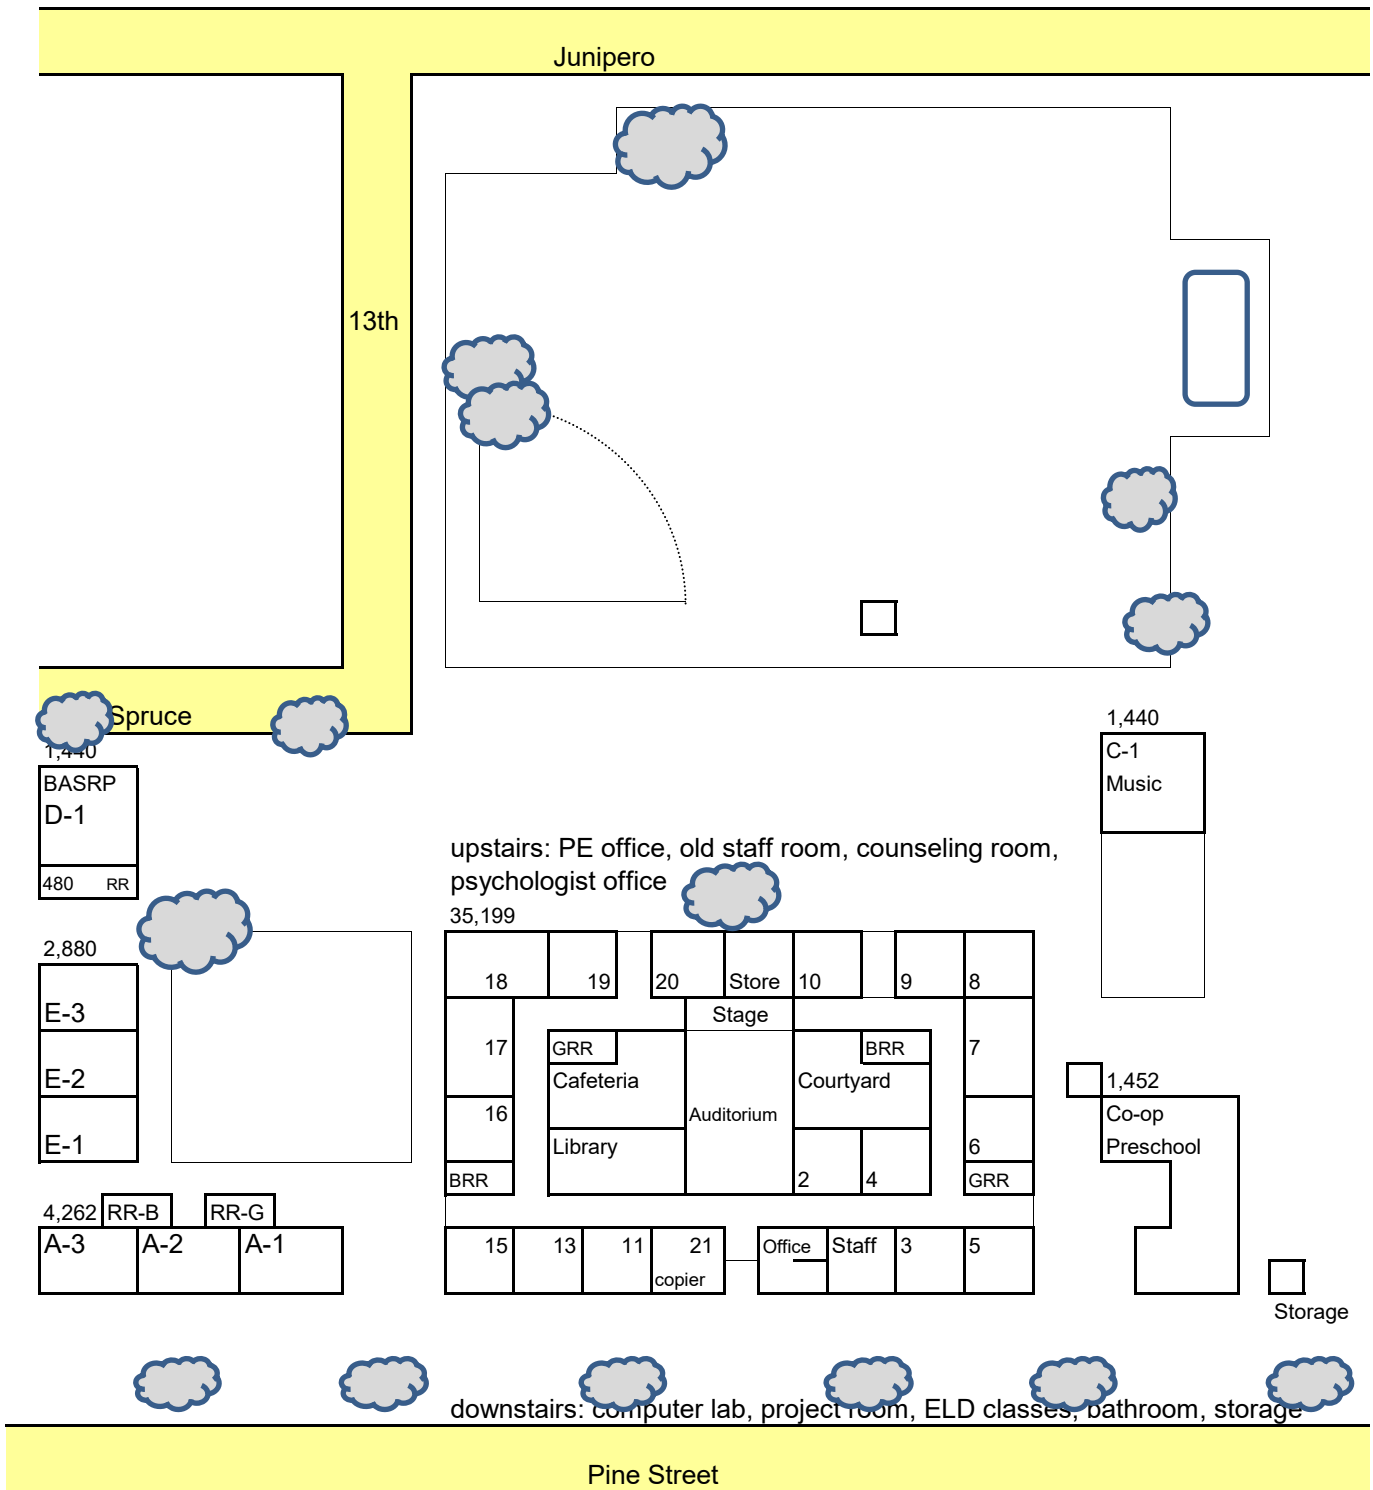 Junipero
13th
Spruce
1,440
BASRP
D-1
480 RR
1,440
C-1
Music
upstairs: PE office, old staff room, counseling room,
psychologist office
35,199
2,880
E-3
E-2
E-1
18 19 20 Store 10 9 8
Stage
17 GRR BRR 7
Cafeteria Courtyard
16 Auditorium
Library 6
BRR 2 4 GRR
1,452
Co-op
Preschool
4,262 RR-B RR-G
A-3 A-2 A-1
15 13 11 21 Office Staff 3 5
copier
Storage
downstairs: computer lab, project room, ELD classes, bathroom, storage
Pine Street